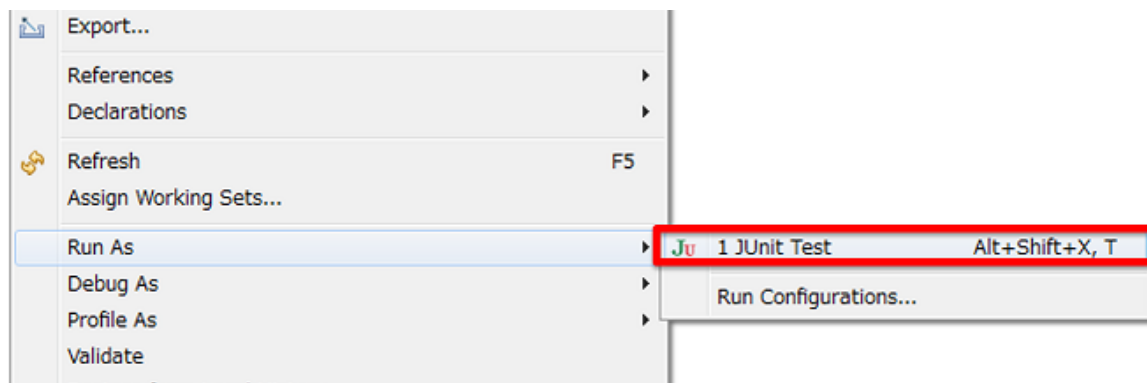 Export...
References
Declarations
Refresh F5
Assign Working Sets...
Run As
JU 1 JUnit Test Alt+Shift+X, T
Debug As
Run Configurations...
Profile As
Validate